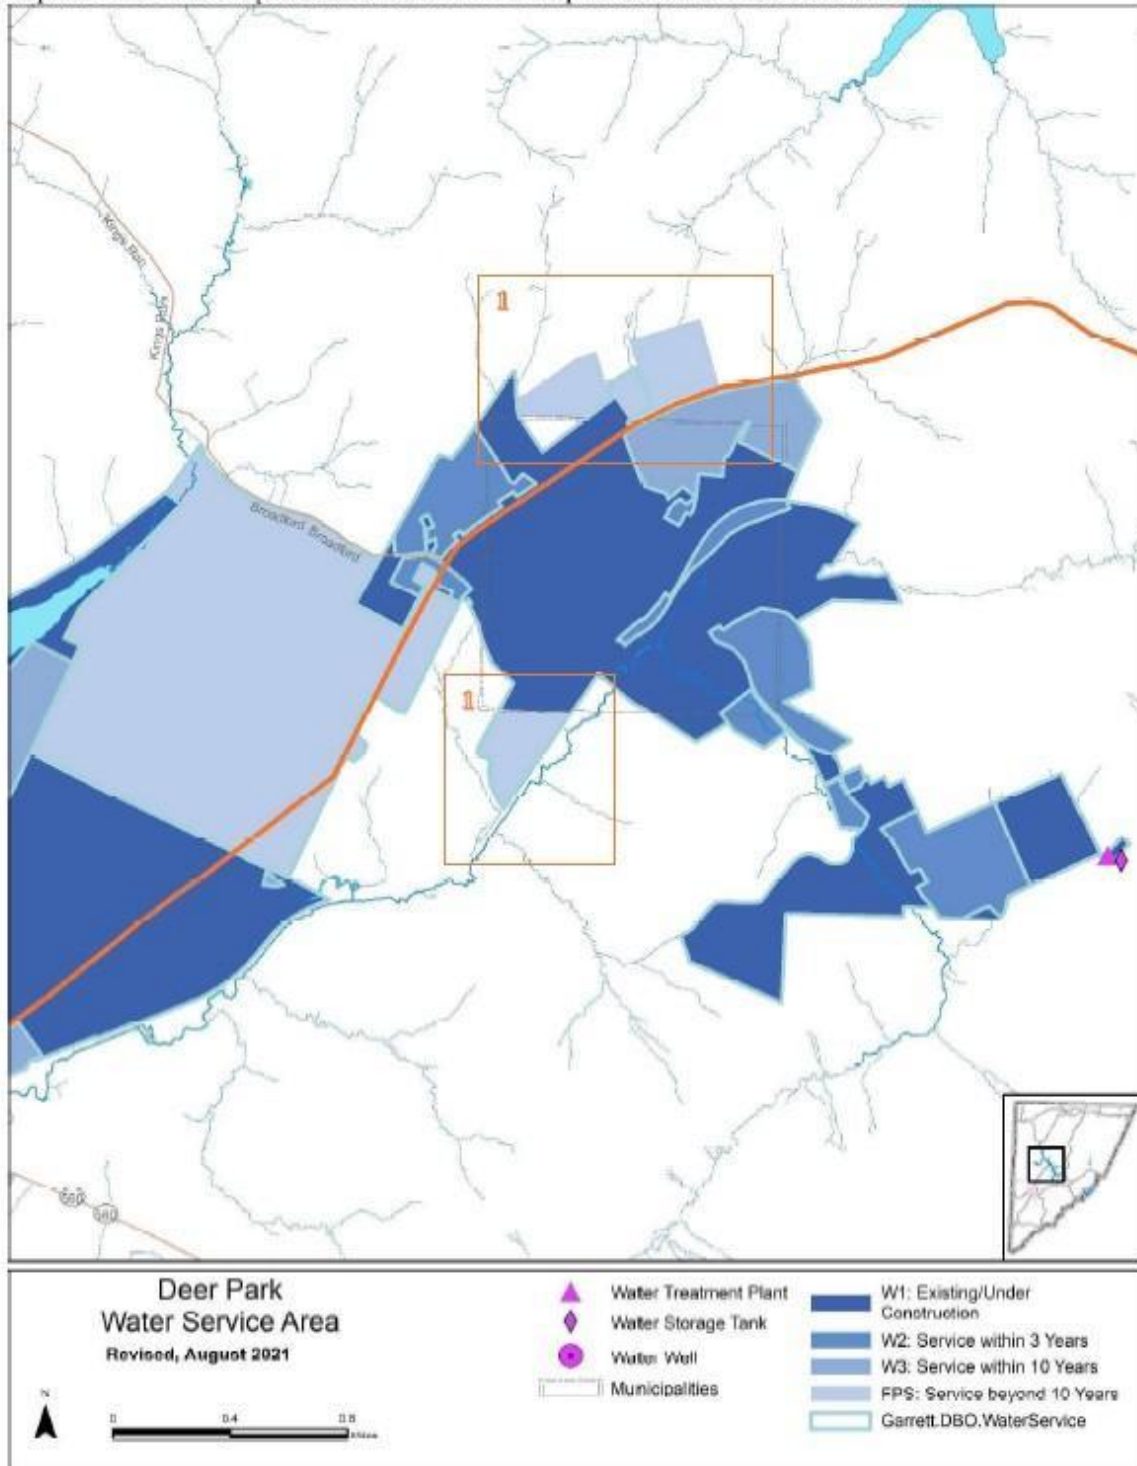 Kings Run
Kings Run
1
Broadford Broadford
1
560
560
Deer Park
Water Service Area
Revised, August 2021
N
0 0.4 0.8
Water Treatment Plant
Water Storage Tank
Water Well
Municipalities
W1: Existing/Under
Construction
W2: Service within 3 Years
W3: Service within 10 Years
FPS: Service beyond 10 Years
Garrett.DBO.WaterService